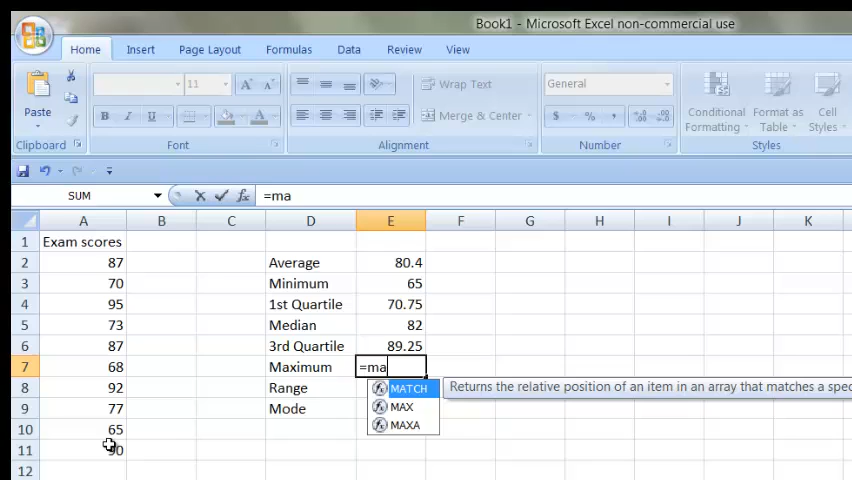 Book1 - Microsoft Excel non-commercial use
Home Insert Page Layout Formulas Data Review View
11 A A Wrap Text General
Paste B I U A Merge & Center $ % , Conditional Formatting Format as Table Cell Styles
Clipboard Font Alignment Number Styles
SUM fx =ma
A B C D E F G H I J K
1 Exam scores
2 87 Average 80.4
3 70 Minimum 65
4 95 1st Quartile 70.75
5 73 Median 82
6 87 3rd Quartile 89.25
7 68 Maximum =ma
8 92 Range
MATCH Returns the relative position of an item in an array that matches a spec
9 77 Mode
MAX
10 65
MAXA
11 90
12